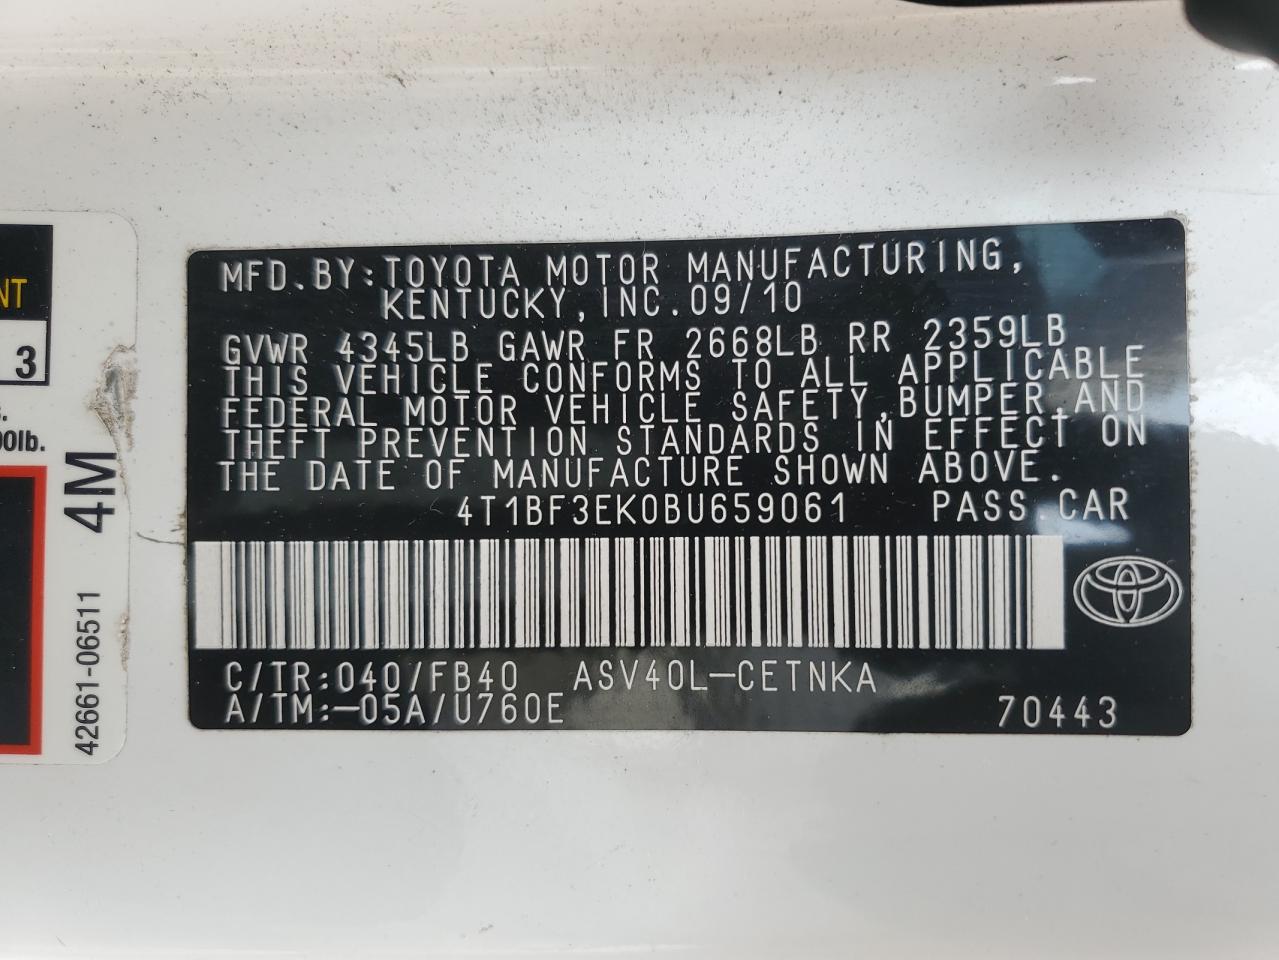 MFD.BY:TOYOTA MOTOR MANUFACTURING,
KENTUCKY,INC.09/10
GVWR 4345LB GAWR FR 2668LB RR 2359LB
THIS VEHICLE CONFORMS TO ALL APPLICABLE
FEDERAL MOTOR VEHICLE SAFETY,BUMPER,AND
THEFT PREVENTION STANDARDS IN EFFECT ON
THE DATE OF MANUFACTURE SHOWN ABOVE.
4T1BF3EK0BU659061 PASS.CAR
C/TR:040/FB40 ASV40L-CETNKA
A/TM:-05A/U760E 70443
NT
3
00lb.
4M
42661-06511